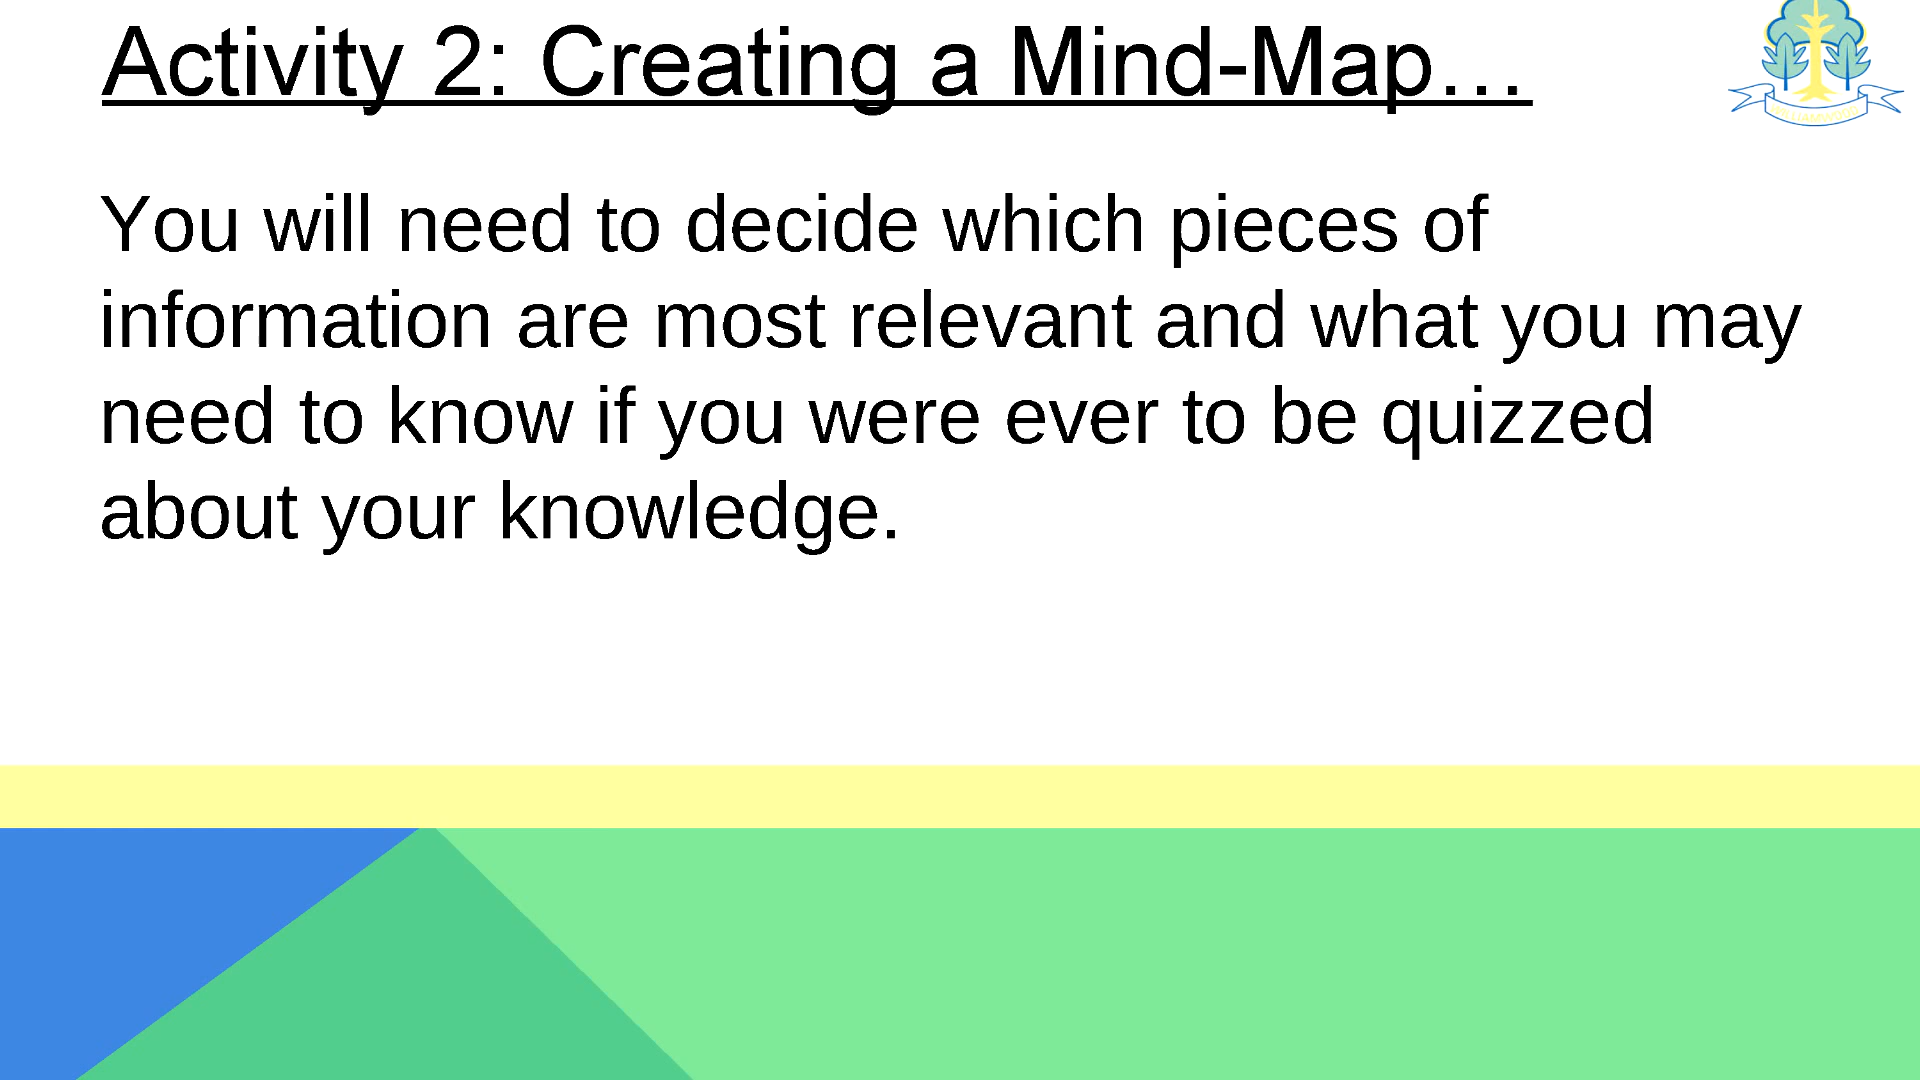 Activity 2: Creating a Mind-Map…
You will need to decide which pieces of
information are most relevant and what you may
need to know if you were ever to be quizzed
about your knowledge.